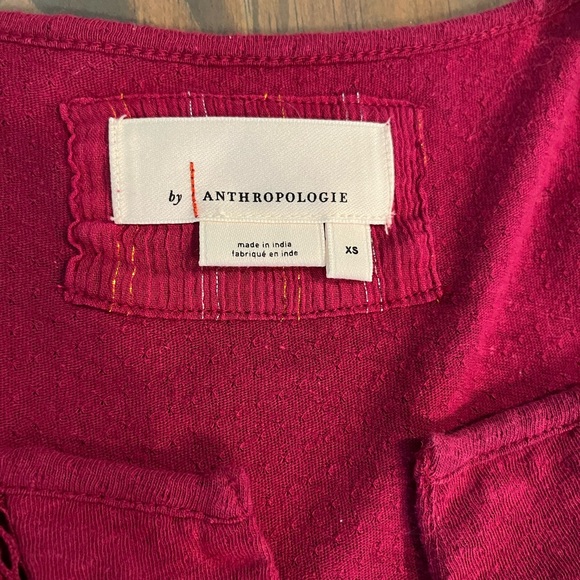 by ANTHROPOLOGIE
made in india
fabriqué en inde
XS